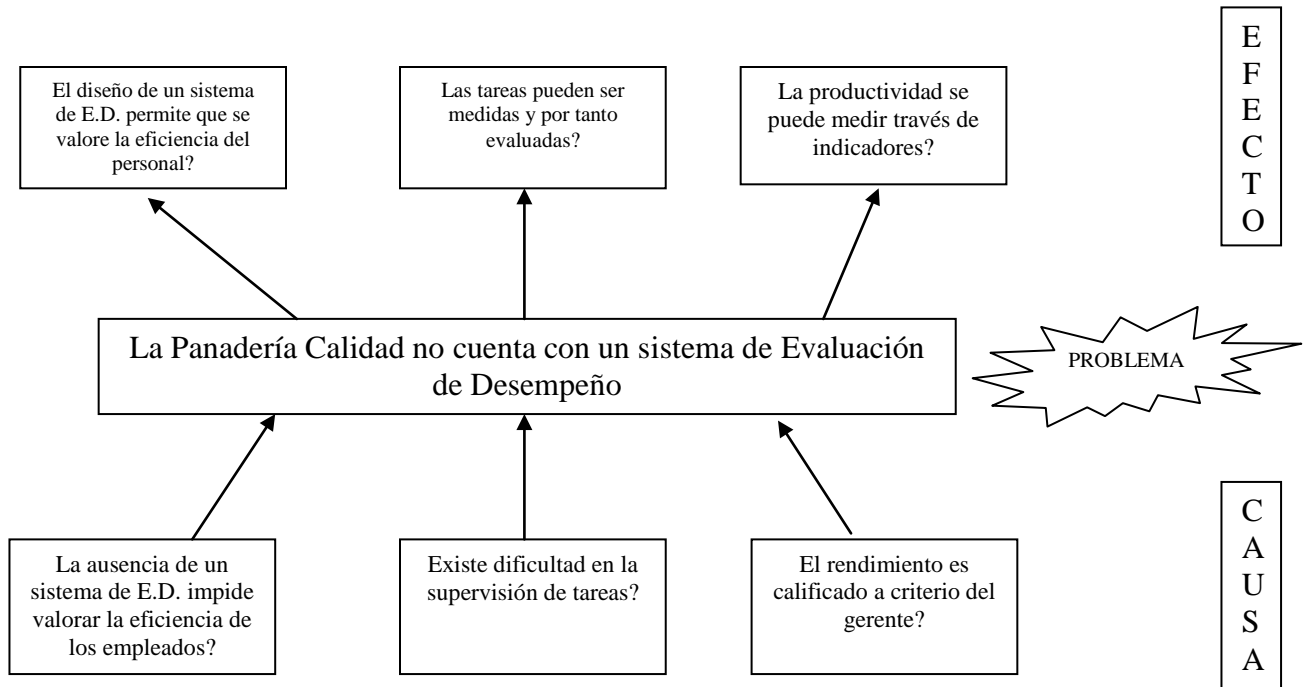 El diseño de un sistema
de E.D. permite que se
valore la eficiencia del
personal?
Las tareas pueden ser
medidas y por tanto
evaluadas?
La productividad se
puede medir través de
indicadores?
E
F
E
C
T
O
La Panadería Calidad no cuenta con un sistema de Evaluación
de Desempeño
PROBLEMA
La ausencia de un
sistema de E.D. impide
valorar la eficiencia de
los empleados?
Existe dificultad en la
supervisión de tareas?
El rendimiento es
calificado a criterio del
gerente?
C
A
U
S
A